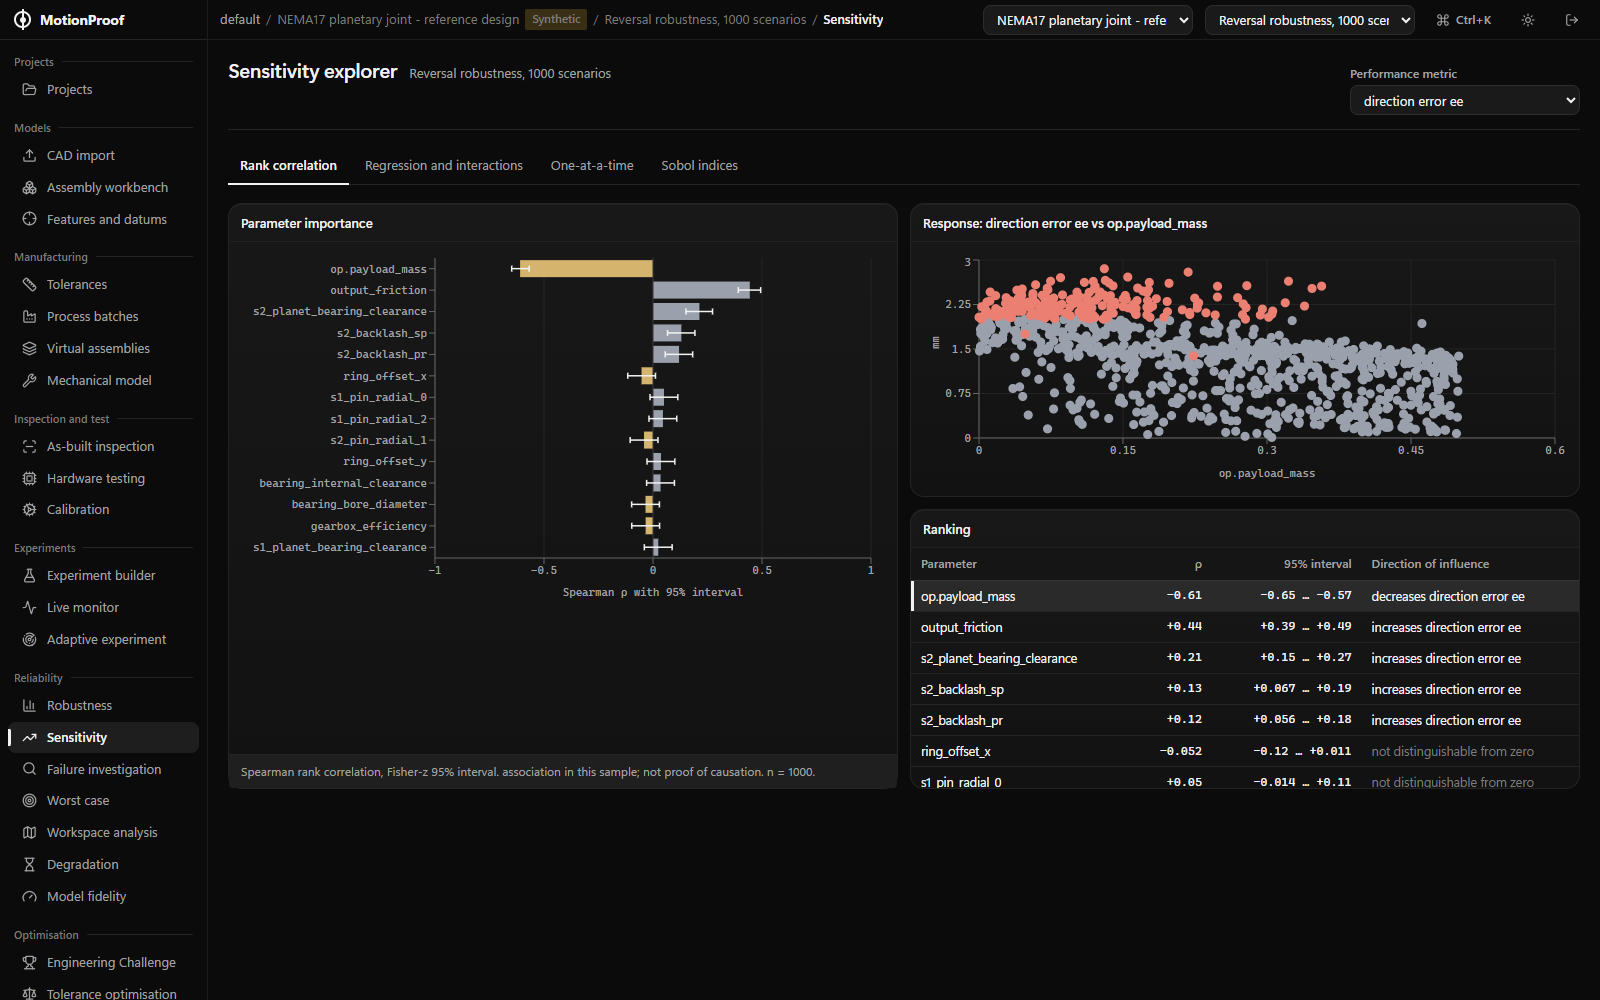 MotionProof
default / NEMA17 planetary joint - reference design Synthetic / Reversal robustness, 1000 scenarios / Sensitivity
NEMA17 planetary joint - refe
Reversal robustness, 1000 scer
Ctrl+K
Projects
Projects
Models
CAD import
Assembly workbench
Features and datums
Manufacturing
Tolerances
Process batches
Virtual assemblies
Mechanical model
Inspection and test
As-built inspection
Hardware testing
Calibration
Experiments
Experiment builder
Live monitor
Adaptive experiment
Reliability
Robustness
Sensitivity
Failure investigation
Worst case
Workspace analysis
Degradation
Model fidelity
Optimisation
Engineering Challenge
Tolerance optimisation
Sensitivity explorer Reversal robustness, 1000 scenarios
Performance metric
direction error ee
Rank correlation Regression and interactions One-at-a-time Sobol indices
Parameter importance
op.payload_mass
output_friction
s2_planet_bearing_clearance
s2_backlash_sp
s2_backlash_pr
ring_offset_x
s1_pin_radial_0
s1_pin_radial_2
s2_pin_radial_1
ring_offset_y
bearing_internal_clearance
bearing_bore_diameter
gearbox_efficiency
s1_planet_bearing_clearance
−1 −0.5 0 0.5 1
Spearman ρ with 95% interval
Spearman rank correlation, Fisher-z 95% interval. association in this sample; not proof of causation. n = 1000.
Response: direction error ee vs op.payload_mass
3
2.25
1.5
0.75
0
mm
0 0.15 0.3 0.45 0.6
op.payload_mass
Ranking
Parameter ρ 95% interval Direction of influence
op.payload_mass −0.61 −0.65 … −0.57 decreases direction error ee
output_friction +0.44 +0.39 … +0.49 increases direction error ee
s2_planet_bearing_clearance +0.21 +0.15 … +0.27 increases direction error ee
s2_backlash_sp +0.13 +0.067 … +0.19 increases direction error ee
s2_backlash_pr +0.12 +0.056 … +0.18 increases direction error ee
ring_offset_x −0.052 −0.12 … +0.011 not distinguishable from zero
s1_pin_radial_0 +0.05 −0.014 … +0.11 not distinguishable from zero